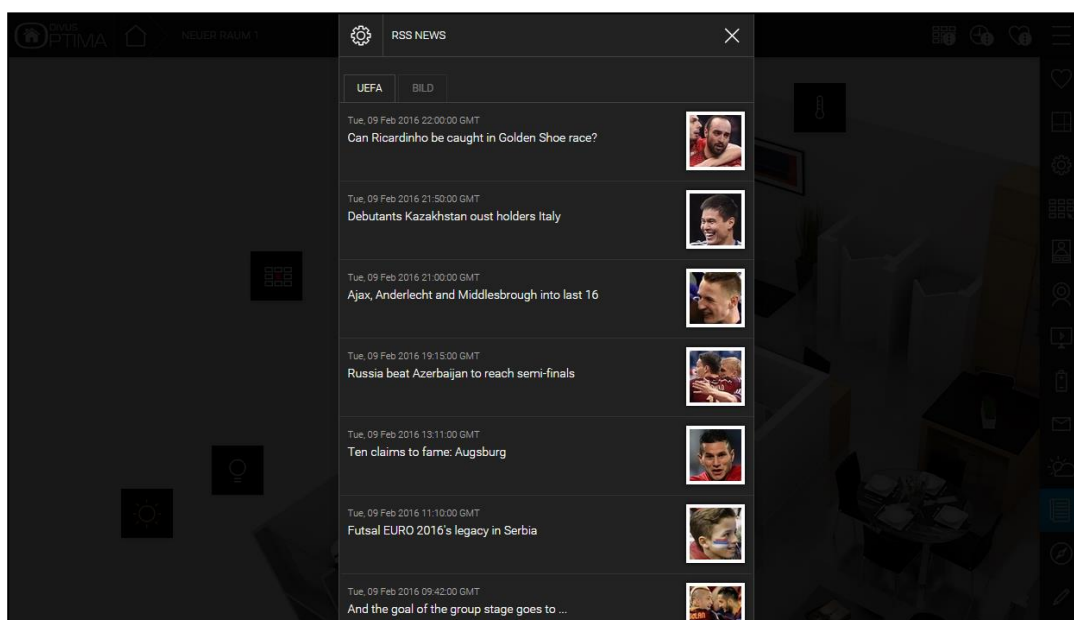 DIVUS
OPTIMA
NEUER RAUM 1
RSS NEWS
UEFA
BILD
Tue, 09 Feb 2016 22:00:00 GMT
Can Ricardinho be caught in Golden Shoe race?
Tue, 09 Feb 2016 21:50:00 GMT
Debutants Kazakhstan oust holders Italy
Tue, 09 Feb 2016 21:00:00 GMT
Ajax, Anderlecht and Middlesbrough into last 16
Tue, 09 Feb 2016 19:15:00 GMT
Russia beat Azerbaijan to reach semi-finals
Tue, 09 Feb 2016 13:11:00 GMT
Ten claims to fame: Augsburg
Tue, 09 Feb 2016 11:10:00 GMT
Futsal EURO 2016's legacy in Serbia
Tue, 09 Feb 2016 09:42:00 GMT
And the goal of the group stage goes to ...